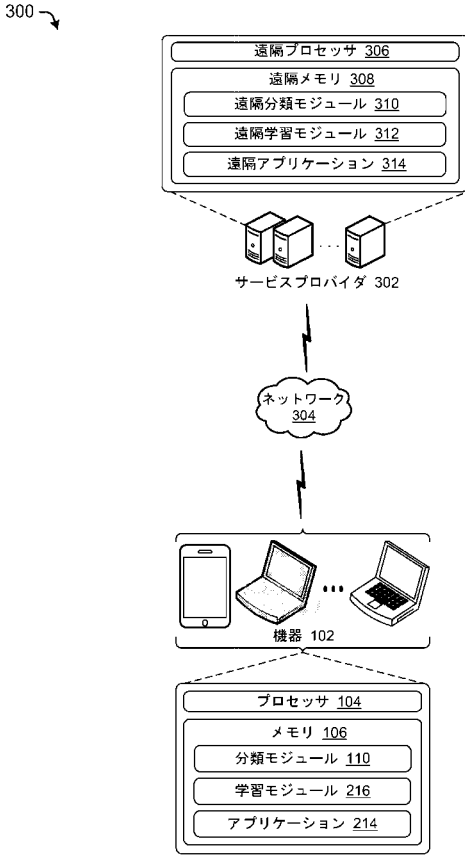 300
遠隔プロセッサ 306
遠隔メモリ 308
遠隔分類モジュール 310
遠隔学習モジュール 312
遠隔アプリケーション 314
サービスプロバイダ 302
ネットワーク
304
機器 102
プロセッサ 104
メモリ 106
分類モジュール 110
学習モジュール 216
アプリケーション 214